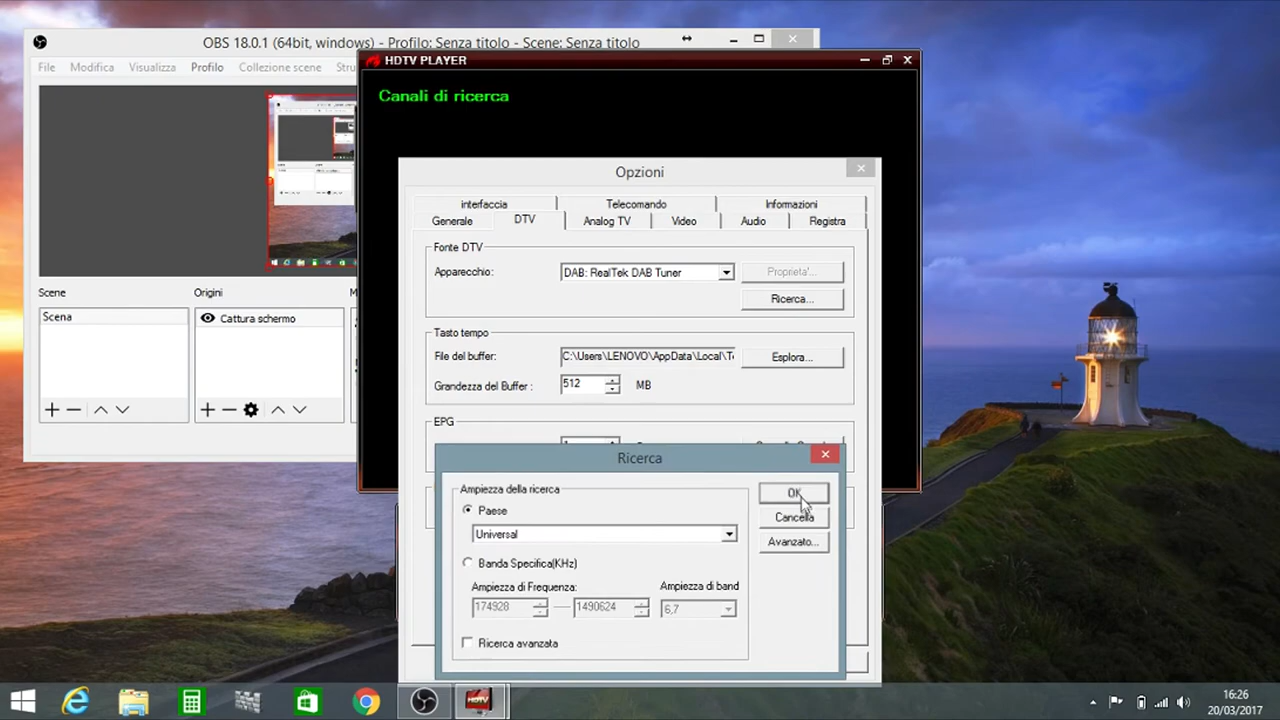 OBS 18.0.1 (64bit, windows) - Profilo: Senza titolo - Scene: Senza titolo
File Modifica Visualizza Profilo Collezione scene
HDTV PLAYER
Canali di ricerca
Opzioni
interfaccia Telecomando Informazioni
Generale DTV Analog TV Video Audio Registra
Fonte DTV
Apparecchio: DAB: RealTek DAB Tuner Proprieta'...
Ricerca...
Scene Origini
Scena
Cattura schermo
Tasto tempo
File del buffer: C:\Users\LENOVO\AppData\Local\T Esplora...
Grandezza del Buffer : 512 MB
EPG
Ricerca
Ampiezza della ricerca
Paese
Universal
Banda Specifica(KHz)
Ampiezza di Frequenza: Ampiezza di band
174928 1490624 6,7
Ricerca avanzata
OK
Cancella
Avanzato...
HDTV
16:26
20/03/2017